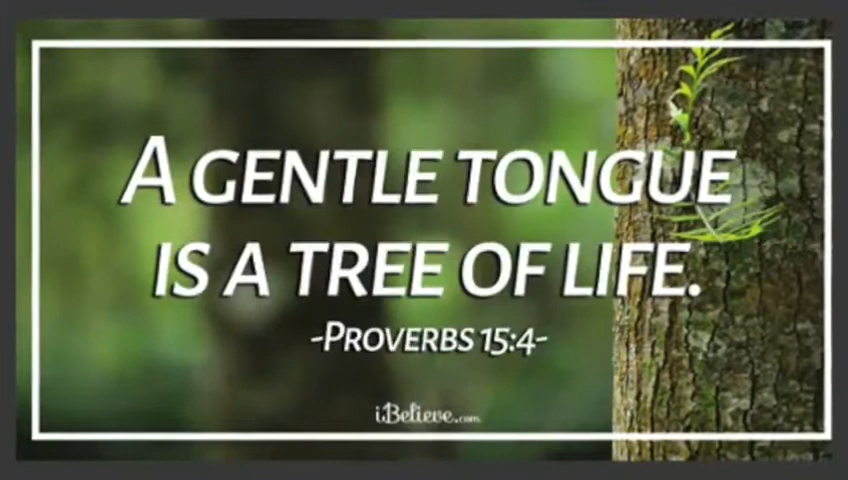 A GENTLE TONGUE
IS A TREE OF LIFE.
-PROVERBS 15:4-
iBelieve.com